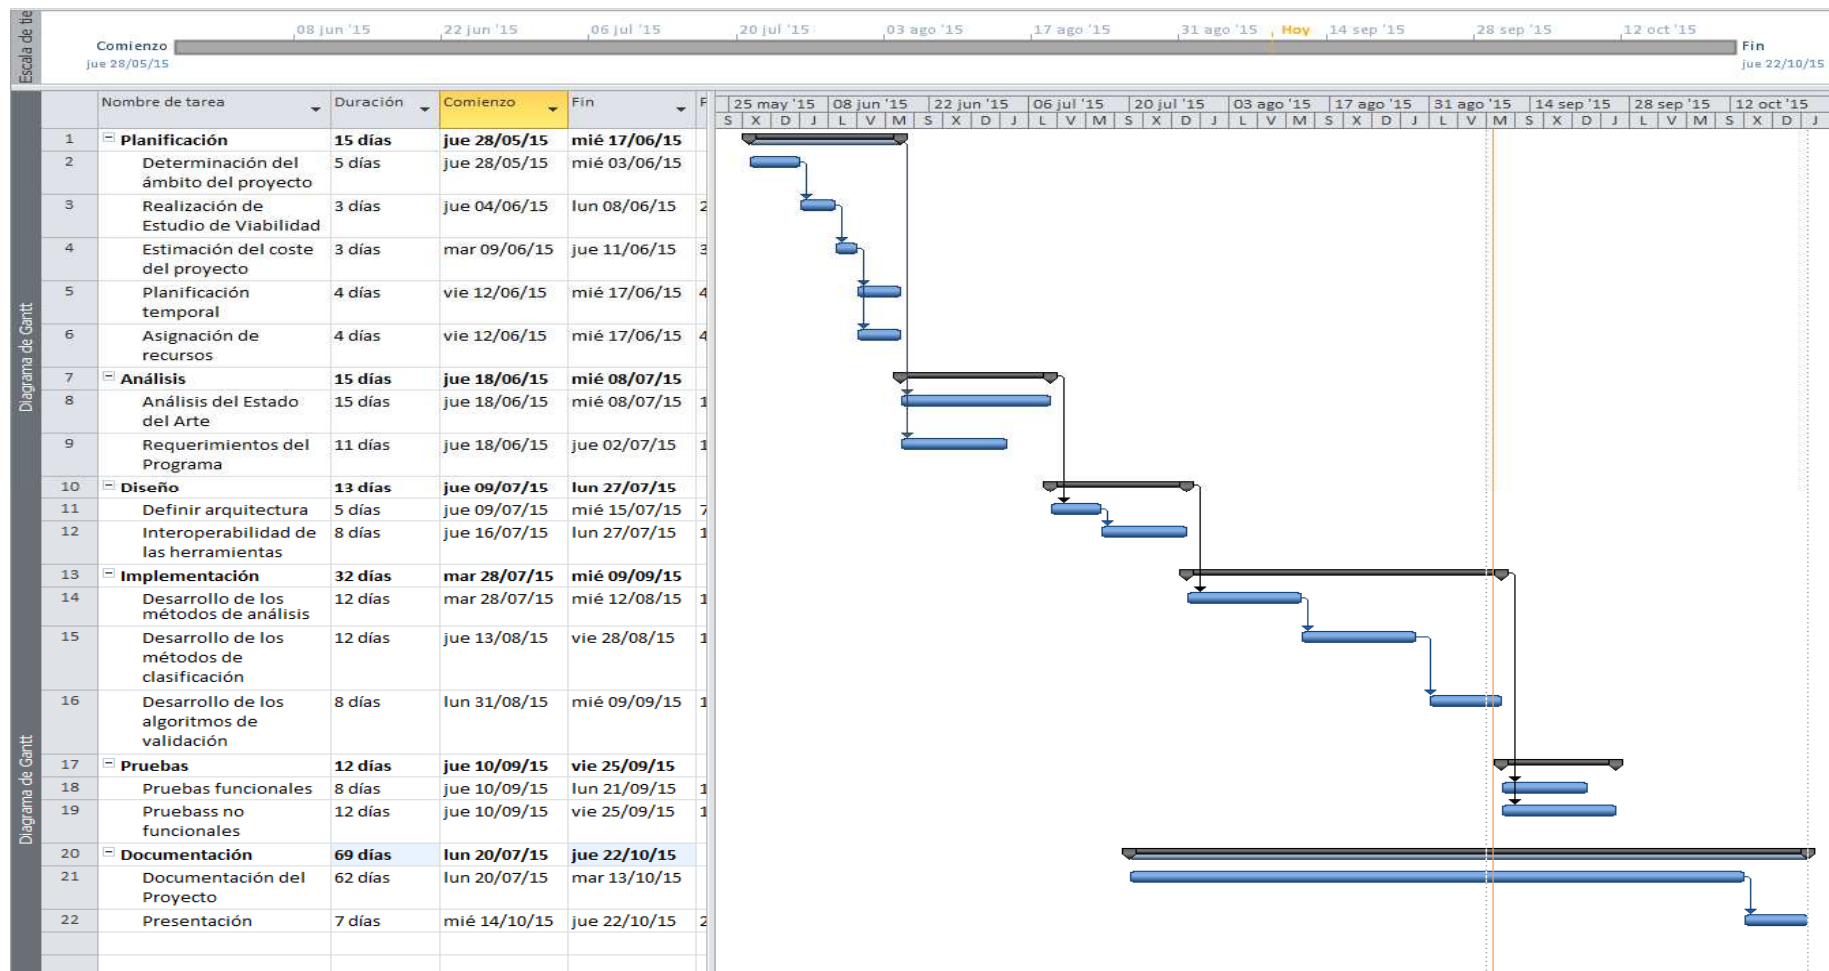 Escala de tie
08 jun '15 22 jun '15 06 jul '15 20 jul '15 03 ago '15 17 ago '15 31 ago '15 Hoy 14 sep '15 28 sep '15 12 oct '15
Comienzo
jue 28/05/15
Fin
jue 22/10/15
Nombre de tarea Duración Comienzo Fin
25 may '15 08 jun '15 22 jun '15 06 jul '15 20 jul '15 03 ago '15 17 ago '15 31 ago '15 14 sep '15 28 sep '15 12 oct '15
S X D J L V M S X D J L V M S X D J L V M S X D J L V M S X D J L V M S X D J
Diagrama de Gantt
1 Planificación 15 días jue 28/05/15 mié 17/06/15
2 Determinación del 5 días jue 28/05/15 mié 03/06/15
ámbito del proyecto
3 Realización de 3 días jue 04/06/15 lun 08/06/15 2
Estudio de Viabilidad
4 Estimación del coste 3 días mar 09/06/15 jue 11/06/15 3
del proyecto
5 Planificación 4 días vie 12/06/15 mié 17/06/15 4
temporal
6 Asignación de 4 días vie 12/06/15 mié 17/06/15 4
recursos
7 Análisis 15 días jue 18/06/15 mié 08/07/15
8 Análisis del Estado 15 días jue 18/06/15 mié 08/07/15 1
del Arte
9 Requerimientos del 11 días jue 18/06/15 jue 02/07/15 1
Programa
10 Diseño 13 días jue 09/07/15 lun 27/07/15
11 Definir arquitectura 5 días jue 09/07/15 mié 15/07/15 7
12 Interoperabilidad de 8 días jue 16/07/15 lun 27/07/15 1
las herramientas
13 Implementación 32 días mar 28/07/15 mié 09/09/15
14 Desarrollo de los 12 días mar 28/07/15 mié 12/08/15 1
métodos de análisis
15 Desarrollo de los 12 días jue 13/08/15 vie 28/08/15 1
métodos de
clasificación
16 Desarrollo de los 8 días lun 31/08/15 mié 09/09/15 1
algoritmos de
validación
Diagrama de Gantt
17 Pruebas 12 días jue 10/09/15 vie 25/09/15
18 Pruebas funcionales 8 días jue 10/09/15 lun 21/09/15 1
19 Pruebass no 12 días jue 10/09/15 vie 25/09/15 1
funcionales
20 Documentación 69 días lun 20/07/15 jue 22/10/15
21 Documentación del 62 días lun 20/07/15 mar 13/10/15
Proyecto
22 Presentación 7 días mié 14/10/15 jue 22/10/15 2